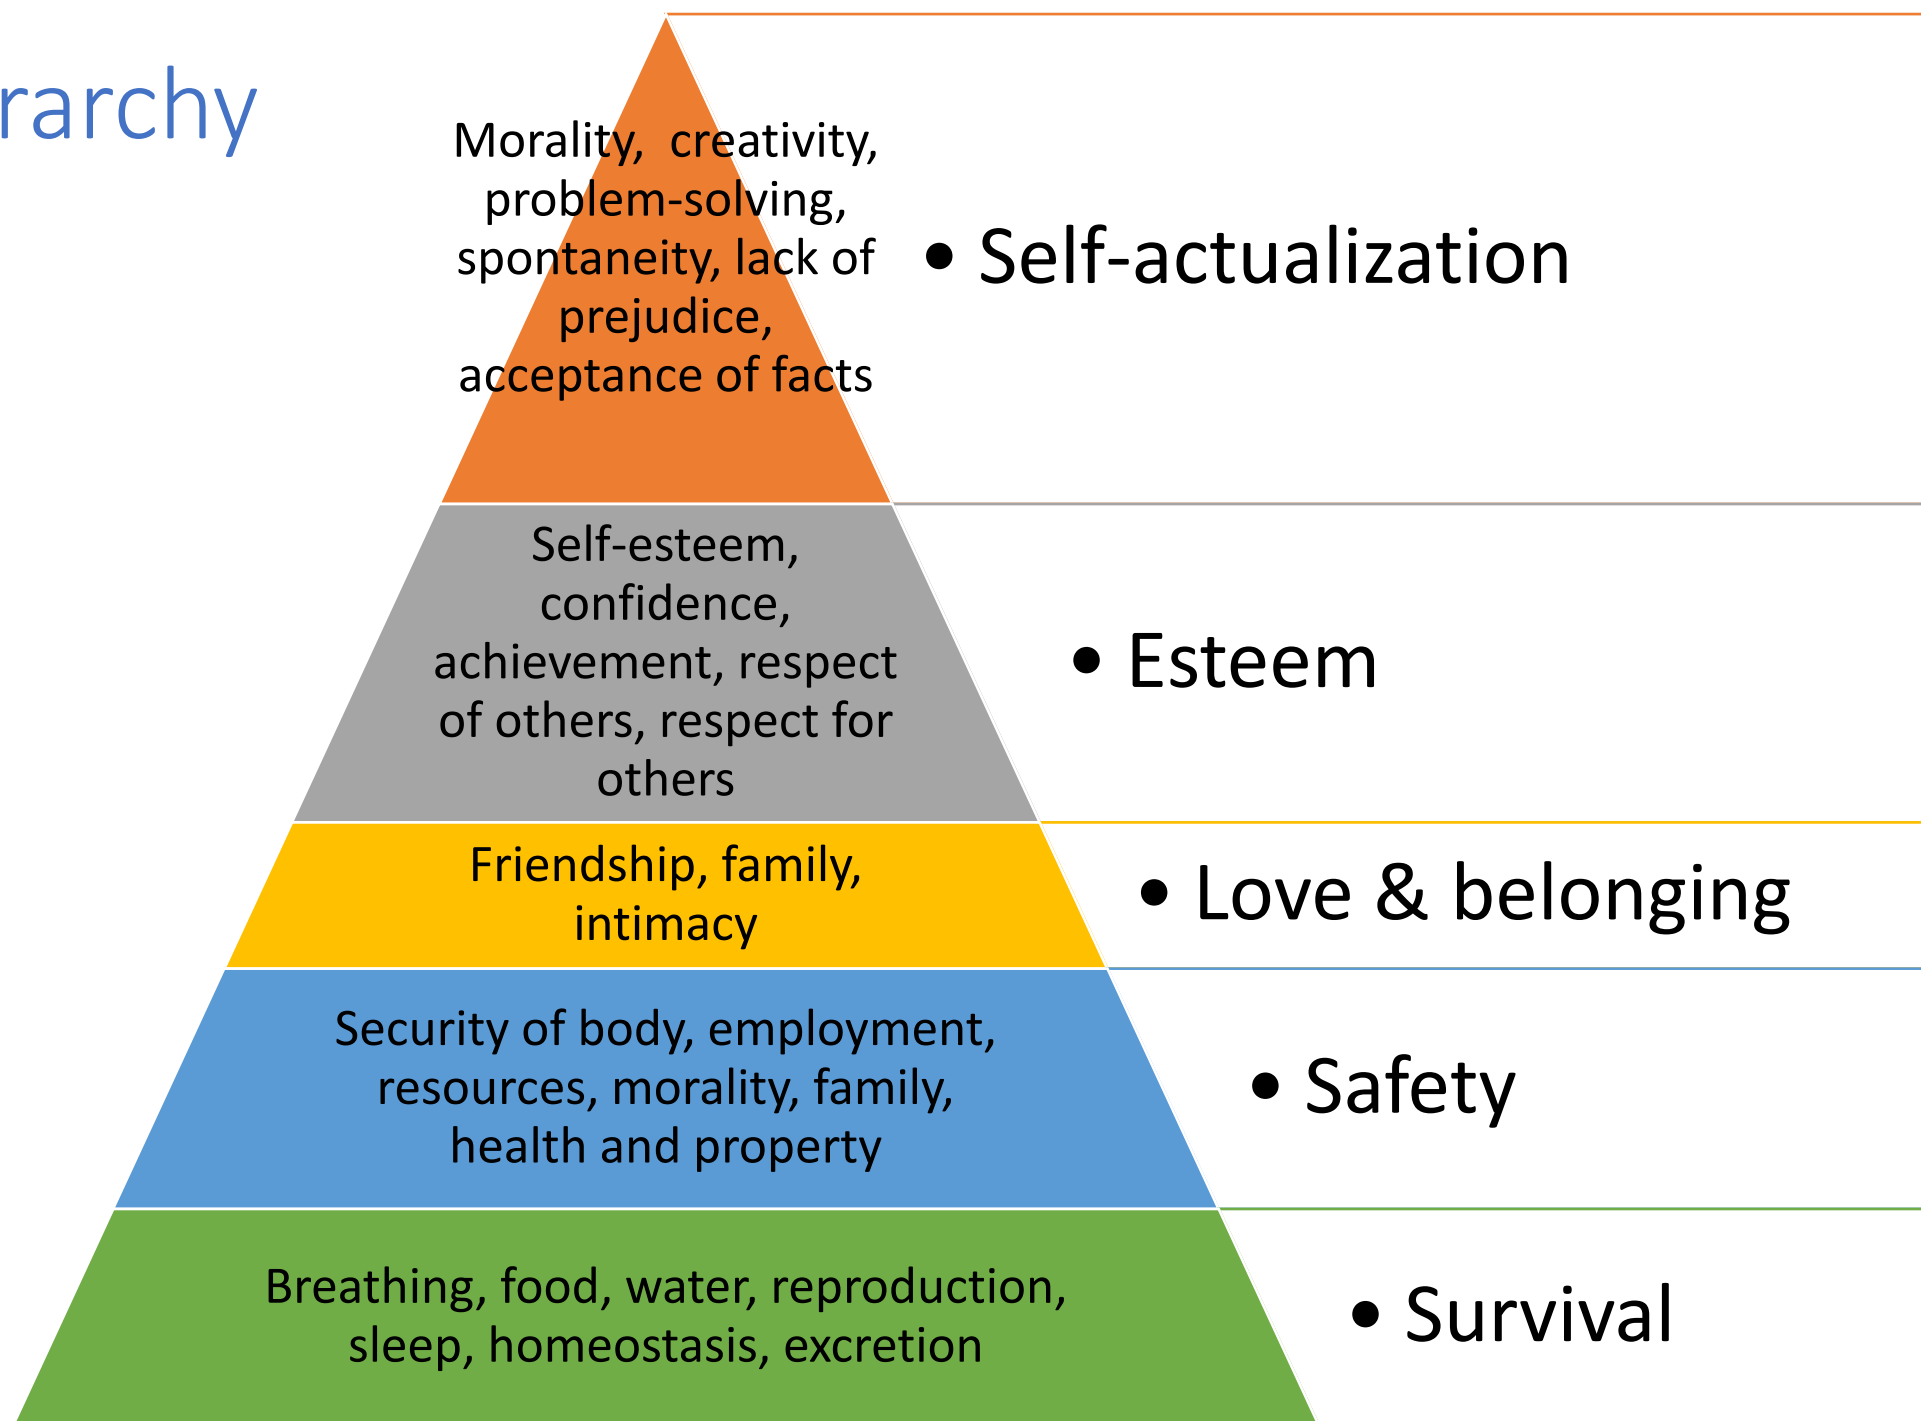 rarchy
Morality,  creativity,
problem-solving,
spontaneity, lack of
prejudice,
acceptance of facts
• Self-actualization
Self-esteem,
confidence,
achievement, respect
of others, respect for
others
• Esteem
Friendship, family,
intimacy
• Love & belonging
Security of body, employment,
resources, morality, family,
health and property
• Safety
Breathing, food, water, reproduction,
sleep, homeostasis, excretion
• Survival